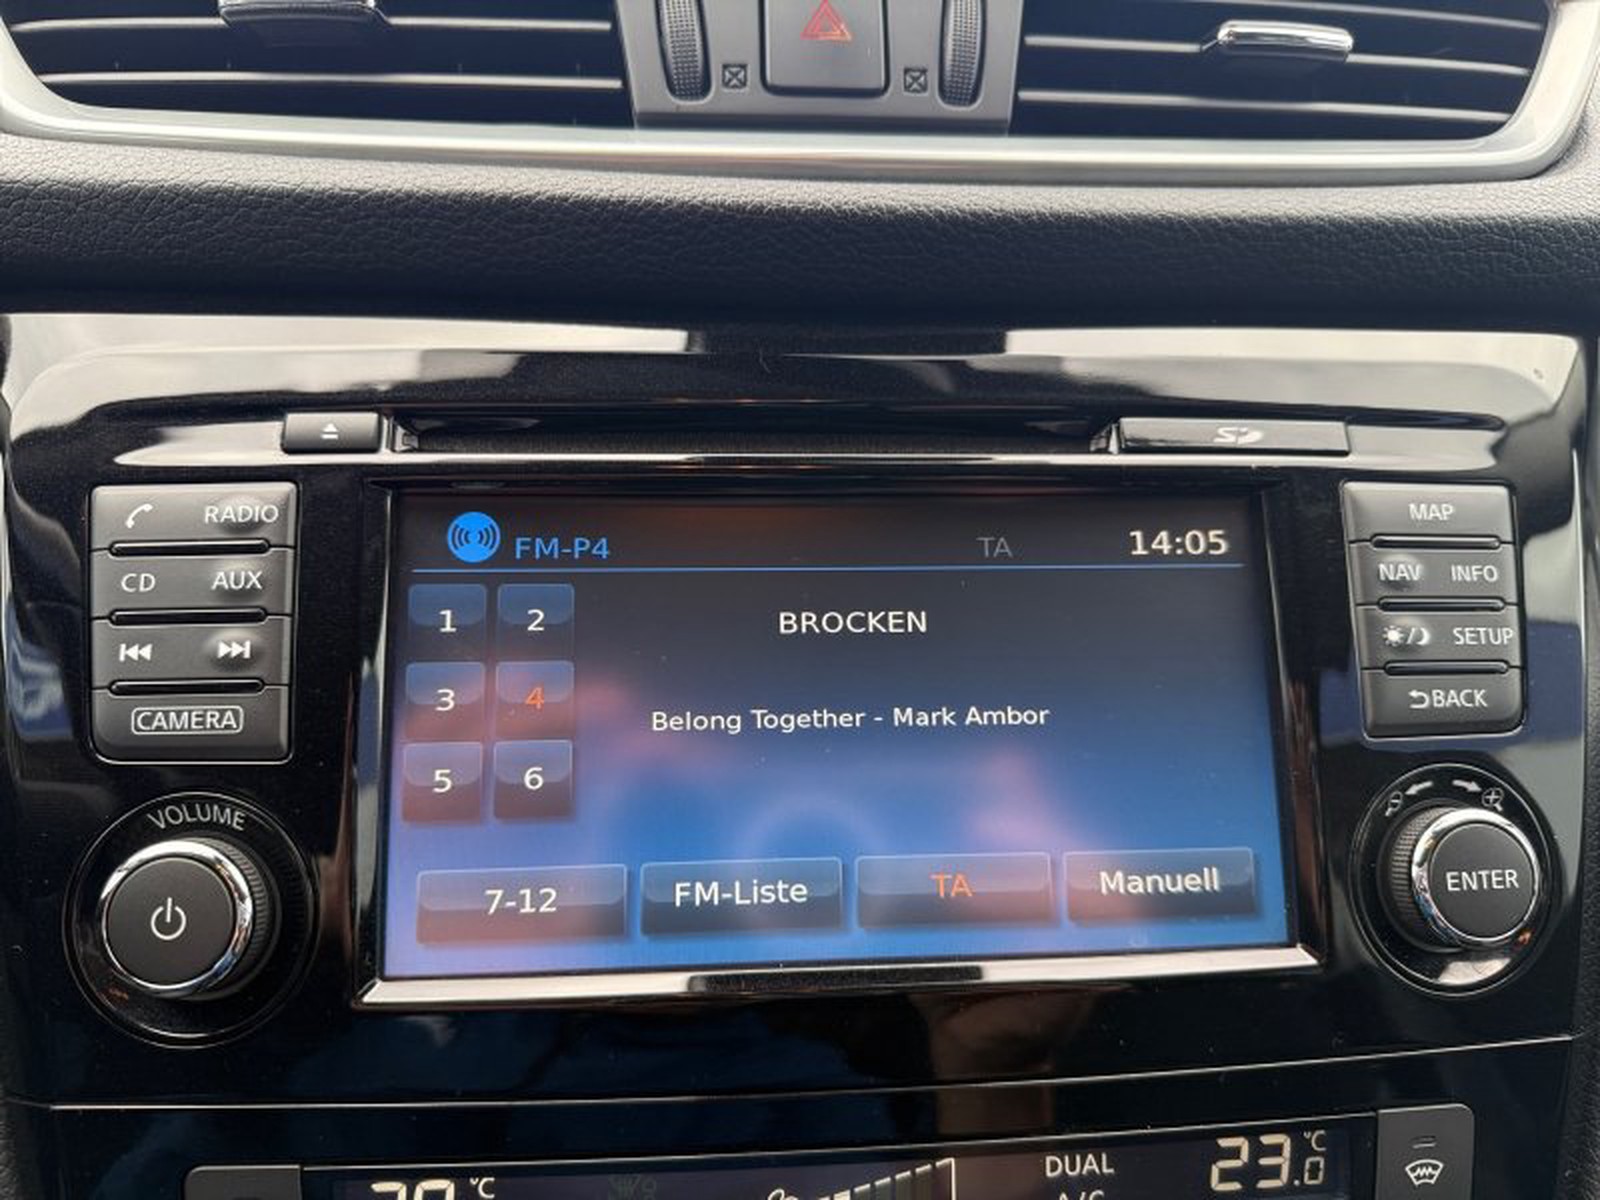 SD
RADIO
CD AUX
CAMERA
VOLUME
FM-P4 TA 14:05
1 2
3 4
5 6
BROCKEN
Belong Together - Mark Ambor
7-12 FM-Liste TA Manuell
MAP
NAV INFO
SETUP
BACK
ENTER
°C
DUAL
A/C
23.0 °C